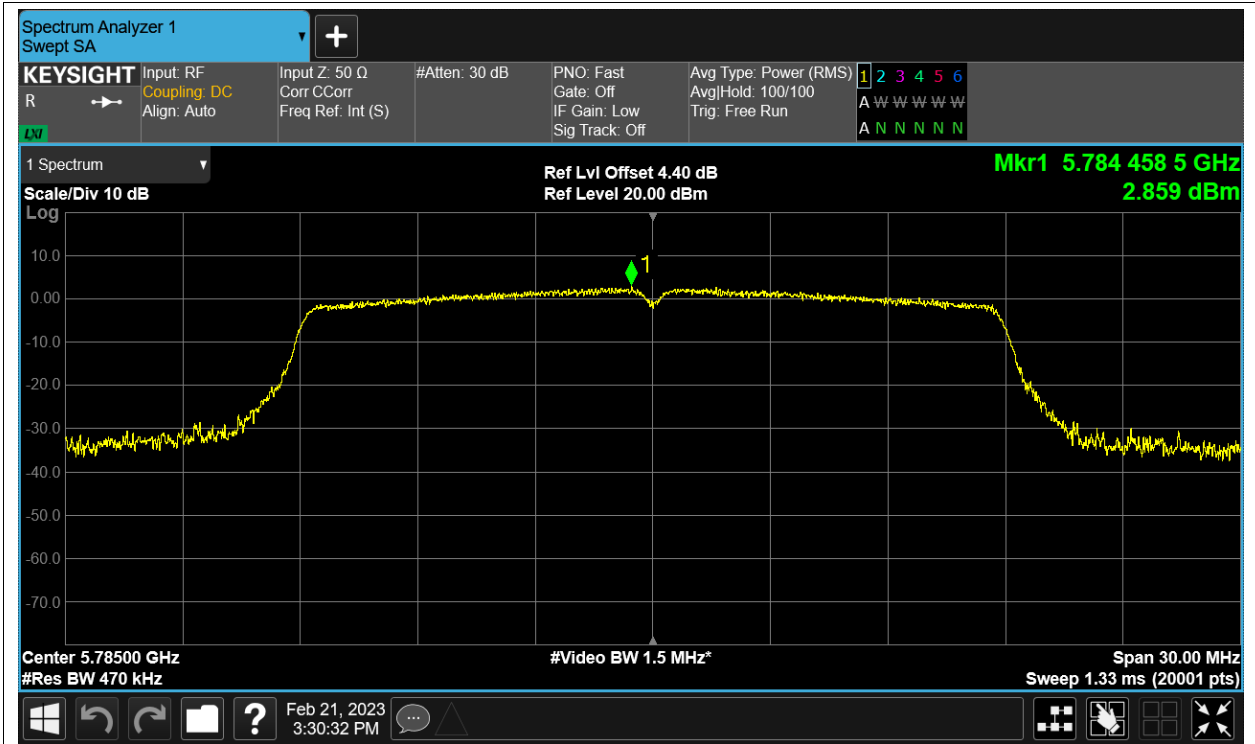 Spectrum Analyzer 1
Swept SA
+
KEYSIGHT
R
LXI
Input: RF
Coupling: DC
Align: Auto
Input Z: 50 Ω
Corr CCorr
Freq Ref: Int (S)
#Atten: 30 dB
PNO: Fast
Gate: Off
IF Gain: Low
Sig Track: Off
Avg Type: Power (RMS)
Avg|Hold: 100/100
Trig: Free Run
1 2 3 4 5 6
A W W W W W
A N N N N N
1 Spectrum
Scale/Div 10 dB
Log
Ref Lvl Offset 4.40 dB
Ref Level 20.00 dBm
Mkr1 5.784 458 5 GHz
2.859 dBm
1
10.0
0.00
-10.0
-20.0
-30.0
-40.0
-50.0
-60.0
-70.0
Center 5.78500 GHz
#Res BW 470 kHz
#Video BW 1.5 MHz*
Span 30.00 MHz
Sweep 1.33 ms (20001 pts)
?
Feb 21, 2023
3:30:32 PM